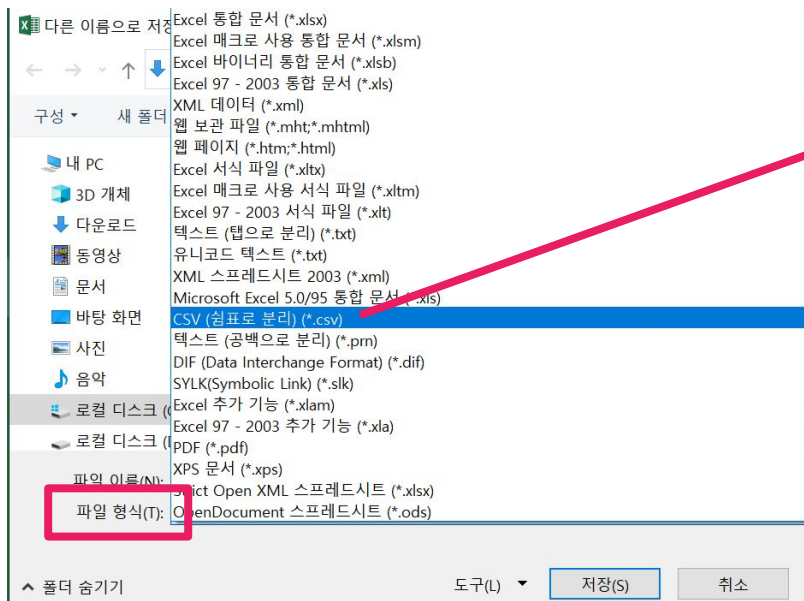 다른 이름으로 저장
Excel 통합 문서 (*.xlsx)
Excel 매크로 사용 통합 문서 (*.xlsm)
Excel 바이너리 통합 문서 (*.xlsb)
Excel 97 - 2003 통합 문서 (*.xls)
XML 데이터 (*.xml)
웹 보관 파일 (*.mht;*.mhtml)
웹 페이지 (*.htm;*.html)
Excel 서식 파일 (*.xltx)
Excel 매크로 사용 서식 파일 (*.xltm)
Excel 97 - 2003 서식 파일 (*.xlt)
텍스트 (탭으로 분리) (*.txt)
유니코드 텍스트 (*.txt)
XML 스프레드시트 2003 (*.xml)
Microsoft Excel 5.0/95 통합 문서 (*.xls)
CSV (쉼표로 분리) (*.csv)
텍스트 (공백으로 분리) (*.prn)
DIF (Data Interchange Format) (*.dif)
SYLK(Symbolic Link) (*.slk)
Excel 추가 기능 (*.xlam)
Excel 97 - 2003 추가 기능 (*.xla)
PDF (*.pdf)
XPS 문서 (*.xps)
Strict Open XML 스프레드시트 (*.xlsx)
OpenDocument 스프레드시트 (*.ods)
구성
새 폴더
내 PC
3D 개체
다운로드
동영상
문서
바탕 화면
사진
음악
로컬 디스크 (
로컬 디스크 (
파일 이름(N):
파일 형식(T):
폴더 숨기기
도구(L)
저장(S)
취소